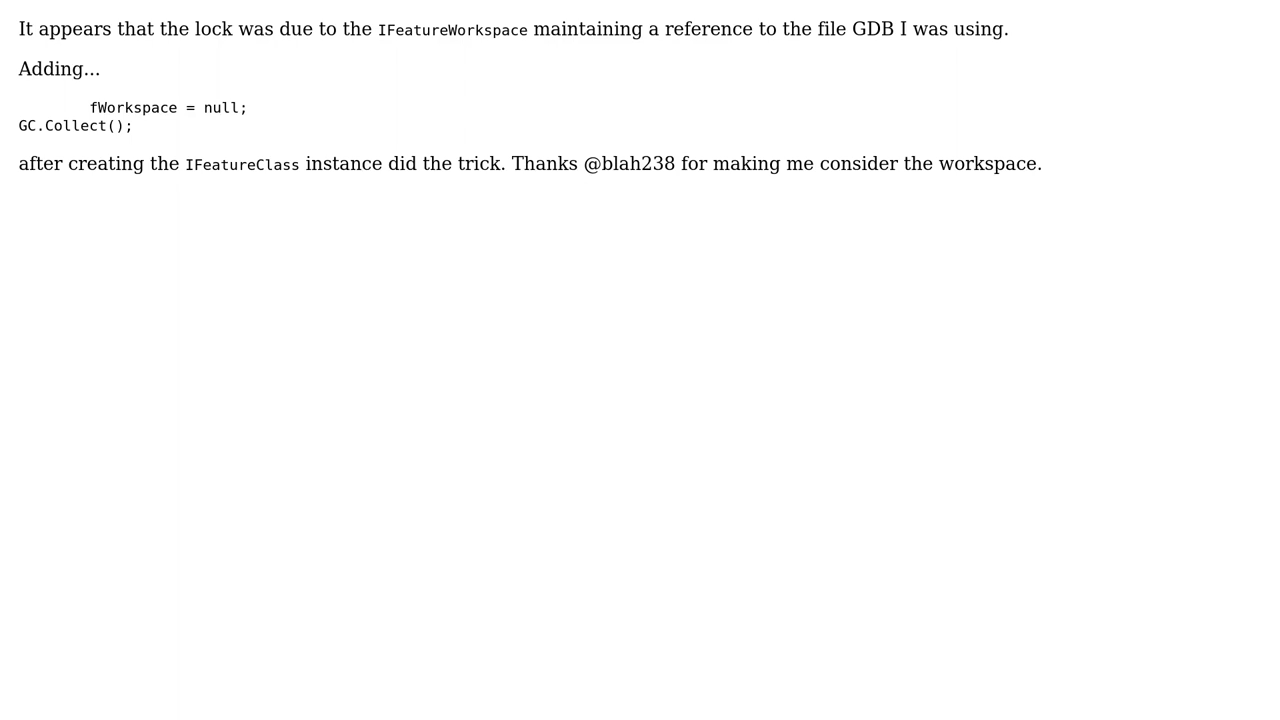 It appears that the lock was due to the IFeatureWorkspace maintaining a reference to the file GDB I was using.
Adding...
fWorkspace = null;
GC.Collect();
after creating the IFeatureClass instance did the trick. Thanks @blah238 for making me consider the workspace.